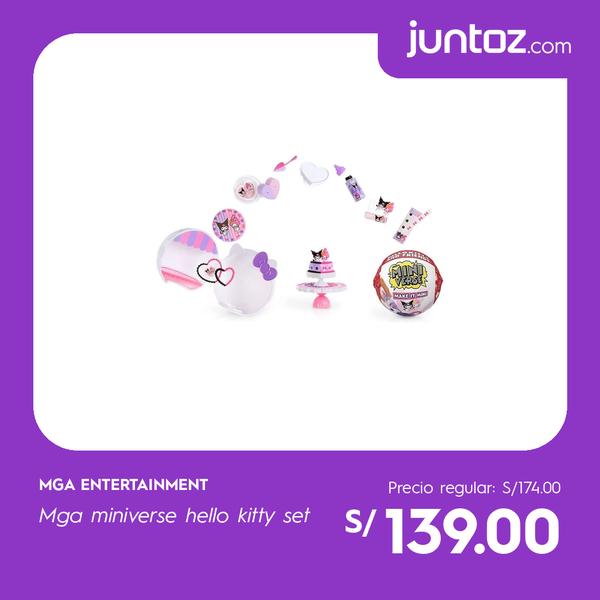 juntoz.com
MINI
VERSE
MAKE IT MINI
MGA ENTERTAINMENT
Mga miniverse hello kitty set
Precio regular: S/174.00
S/ 139.00